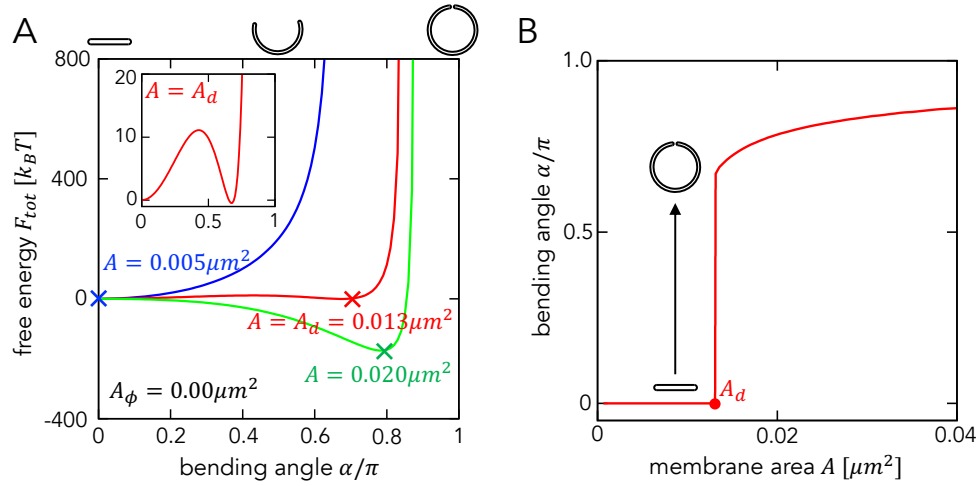 A
free energy F_{tot} [k_BT]
800
400
0
-400
20
10
0
0
0.5
1
A = A_d
A = 0.005μm²
A = A_d = 0.013μm²
A = 0.020μm²
A_ϕ = 0.00μm²
0
0.2
0.4
0.6
0.8
1
bending angle α/π
B
bending angle α/π
1.0
0.5
0
A_d
0
0.02
0.04
membrane area A [μm²]